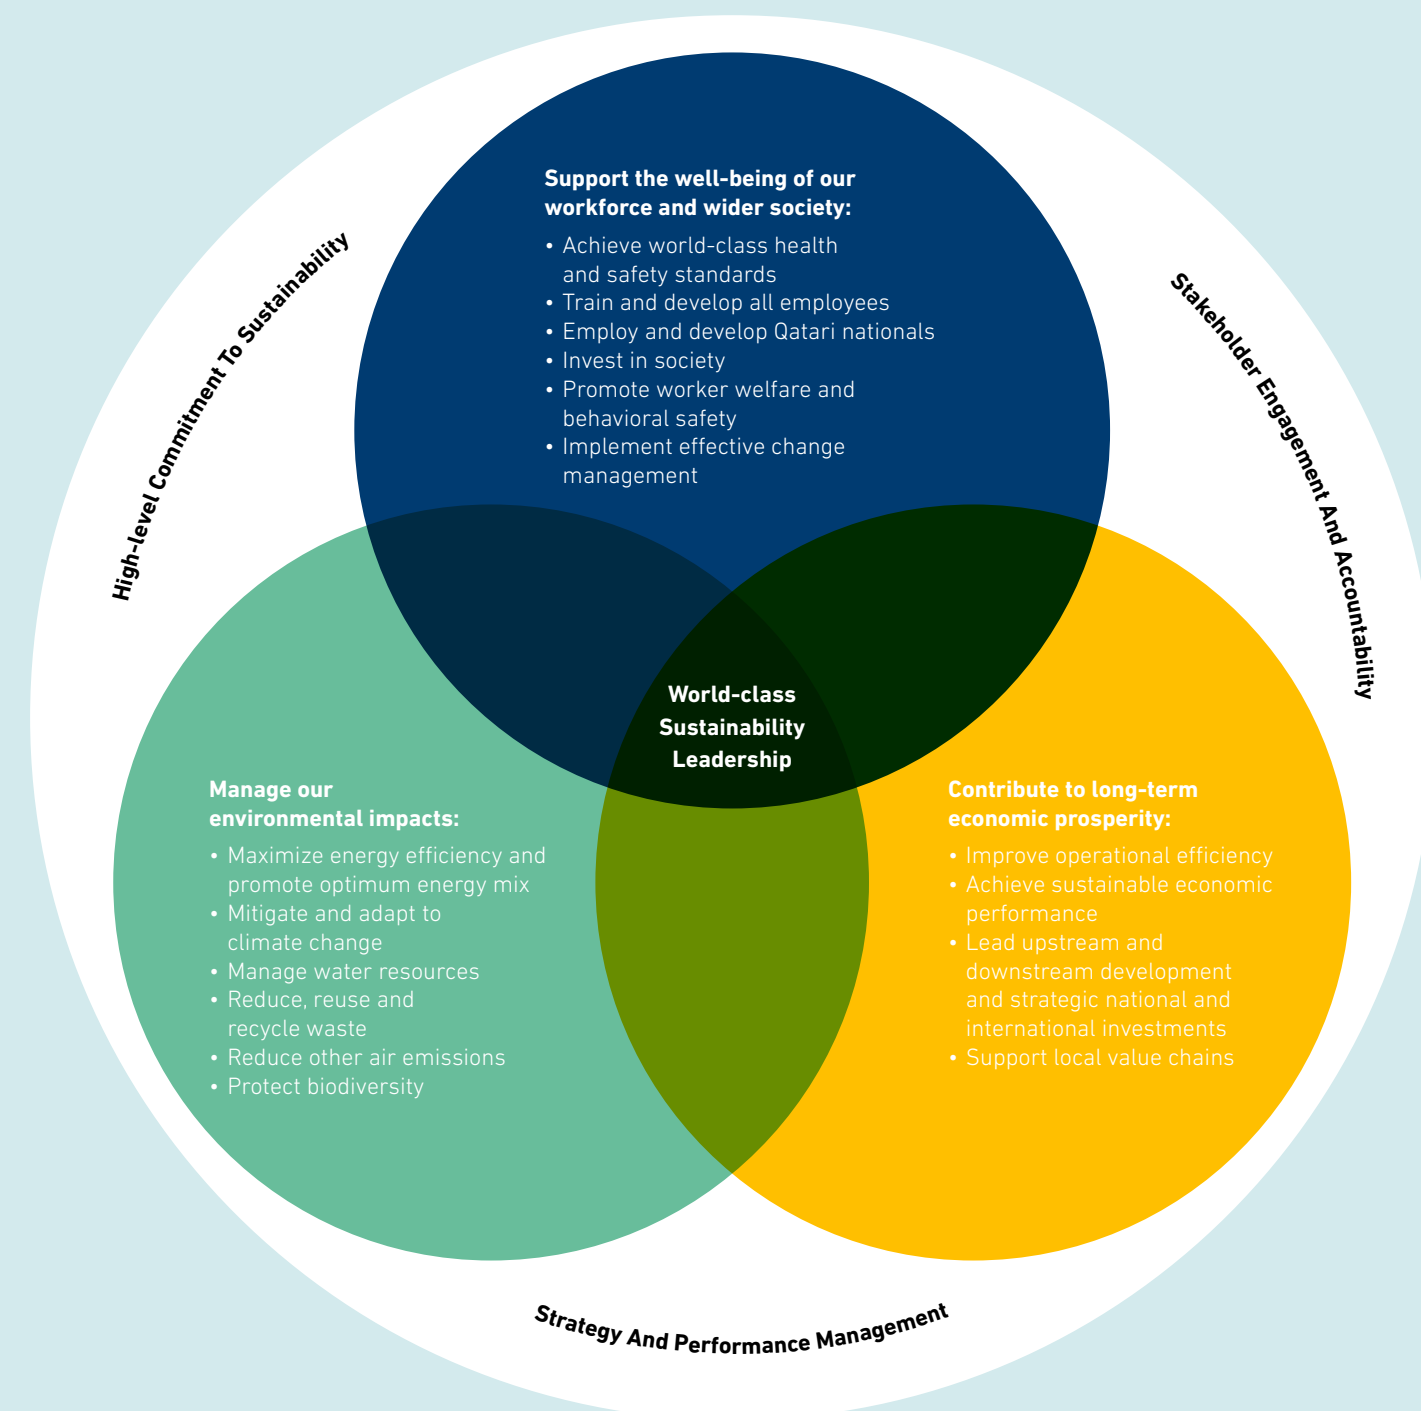 Support the well-being of our
workforce and wider society:
• Achieve world-class health
and safety standards
• Train and develop all employees
• Employ and develop Qatari nationals
• Invest in society
• Promote worker welfare and
behavioral safety
• Implement effective change
management
High-level Commitment To Sustainability
Stakeholder Engagement And Accountability
World-class
Sustainability
Leadership
Manage our
environmental impacts:
• Maximize energy efficiency and
promote optimum energy mix
• Mitigate and adapt to
climate change
• Manage water resources
• Reduce, reuse and
recycle waste
• Reduce other air emissions
• Protect biodiversity
Contribute to long-term
economic prosperity:
• Improve operational efficiency
• Achieve sustainable economic
performance
• Lead upstream and
downstream development
and strategic national and
international investments
• Support local value chains
Strategy And Performance Management